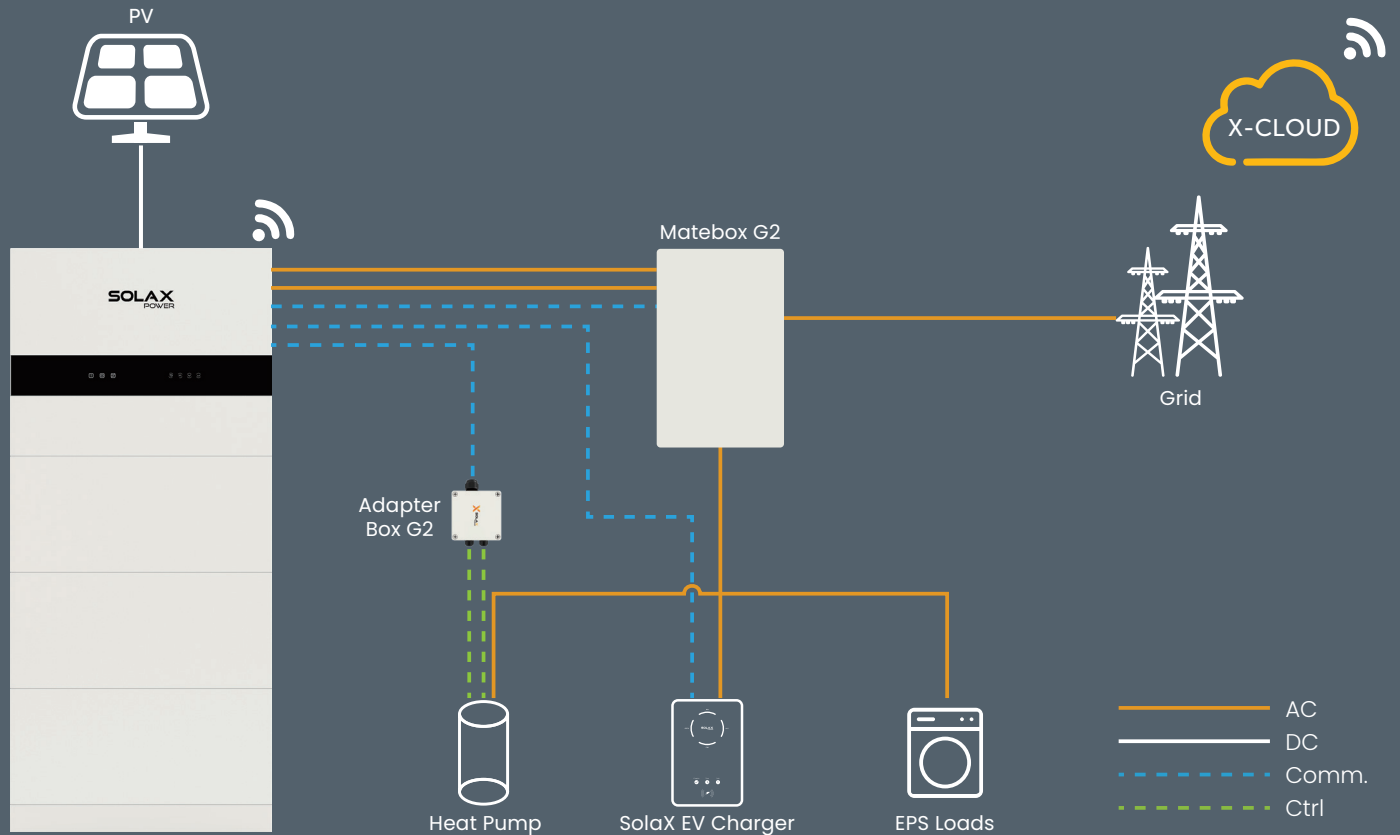 PV
X-CLOUD
Matebox G2
SOLAX
POWER
Grid
Adapter
Box G2
SOLAX
AC
DC
Comm.
Ctrl
Heat Pump
SolaX EV Charger
EPS Loads